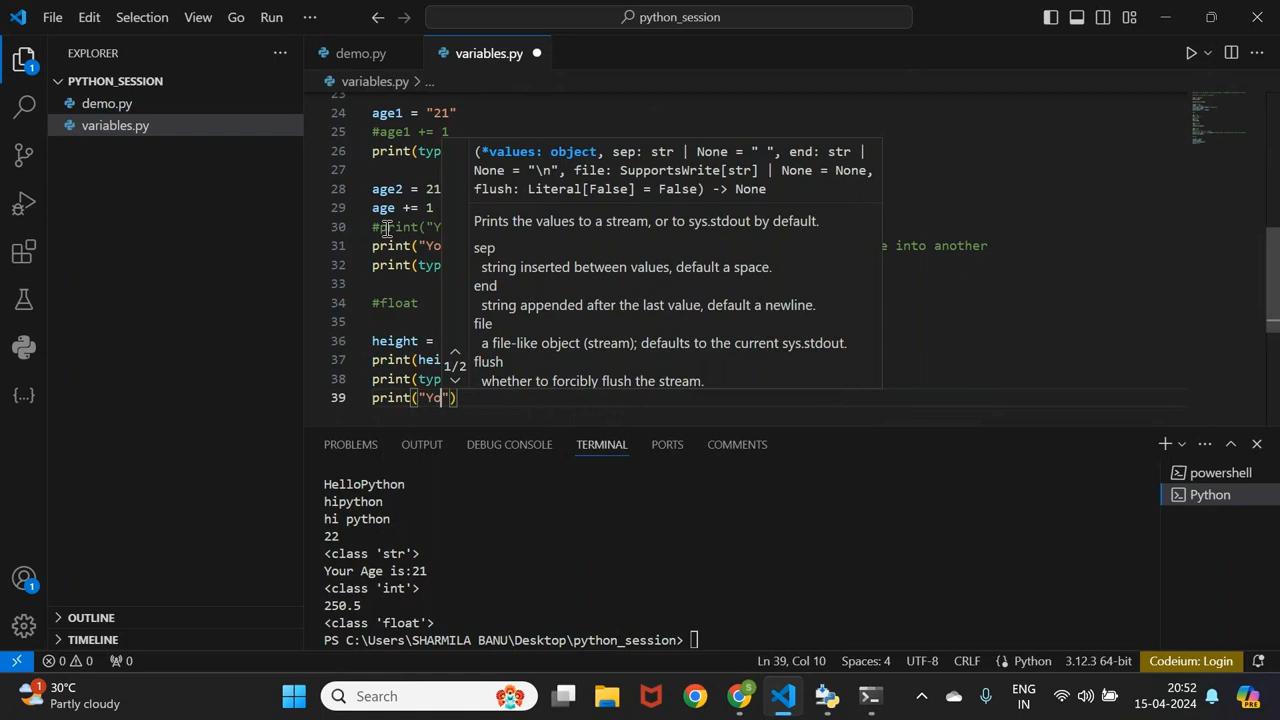 File Edit Selection View Go Run ... python_session
EXPLORER ...
demo.py variables.py
PYTHON_SESSION
variables.py > ...
demo.py
variables.py
23
24 age1 = "21"
25 #age1 += 1
26 print(typ
27
28 age2 = 21
29 age += 1
30 #print("Y
31 print("Yo e into another
32 print(typ
33
34 #float
35
36 height =
37 print(hei
38 print(typ
39 print("Yo")
(*values: object, sep: str | None = " ", end: str |
None = "\n", file: SupportsWrite[str] | None = None,
flush: Literal[False] = False) -> None
Prints the values to a stream, or to sys.stdout by default.
sep
string inserted between values, default a space.
end
string appended after the last value, default a newline.
file
a file-like object (stream); defaults to the current sys.stdout.
flush
whether to forcibly flush the stream.
1/2
PROBLEMS OUTPUT DEBUG CONSOLE TERMINAL PORTS COMMENTS
HelloPython
hipython
hi python
22
<class 'str'>
Your Age is:21
<class 'int'>
250.5
<class 'float'>
PS C:\Users\SHARMILA BANU\Desktop\python_session>
powershell
Python
OUTLINE
TIMELINE
0 0 0 Ln 39, Col 10 Spaces: 4 UTF-8 CRLF Python 3.12.3 64-bit Codeium: Login
30°C
Partly cloudy
Search
ENG
IN
20:52
15-04-2024
PRE